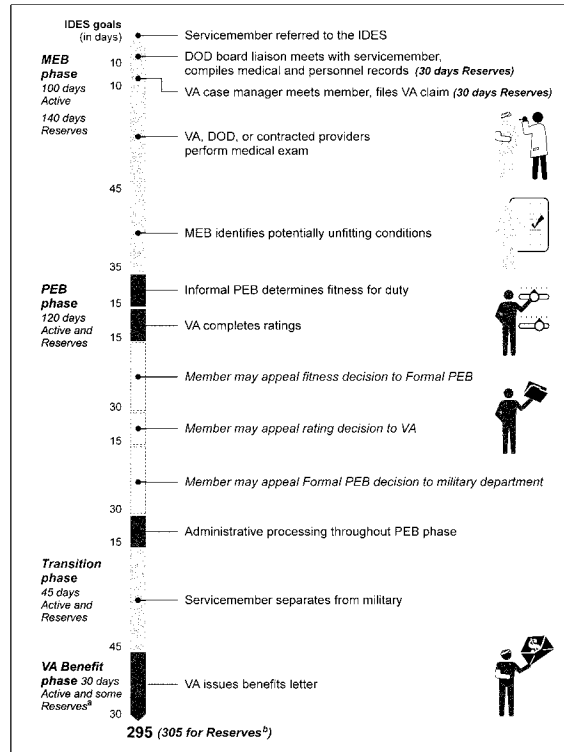 IDES goals
(in days)
Servicemember referred to the IDES
MEB
phase
100 days
Active
140 days
Reserves
10
DOD board liaison meets with servicemember,
compiles medical and personnel records (30 days Reserves)
10
VA case manager meets member, files VA claim (30 days Reserves)
VA, DOD, or contracted providers
perform medical exam
45
MEB identifies potentially unfitting conditions
35
PEB
phase
120 days
Active and
Reserves
Informal PEB determines fitness for duty
15
VA completes ratings
15
Member may appeal fitness decision to Formal PEB
30
Member may appeal rating decision to VA
15
Member may appeal Formal PEB decision to military department
30
Administrative processing throughout PEB phase
15
Transition
phase
45 days
Active and
Reserves
Servicemember separates from military
45
VA Benefit
phase 30 days
Active and some
Reservesa
VA issues benefits letter
30
295 (305 for Reservesb)